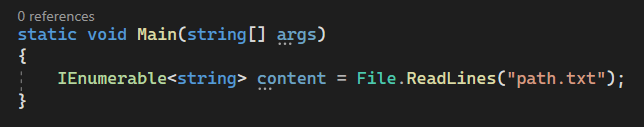 0 references
static void Main(string[] args)
{
    IEnumerable<string> content = File.ReadLines("path.txt");
}